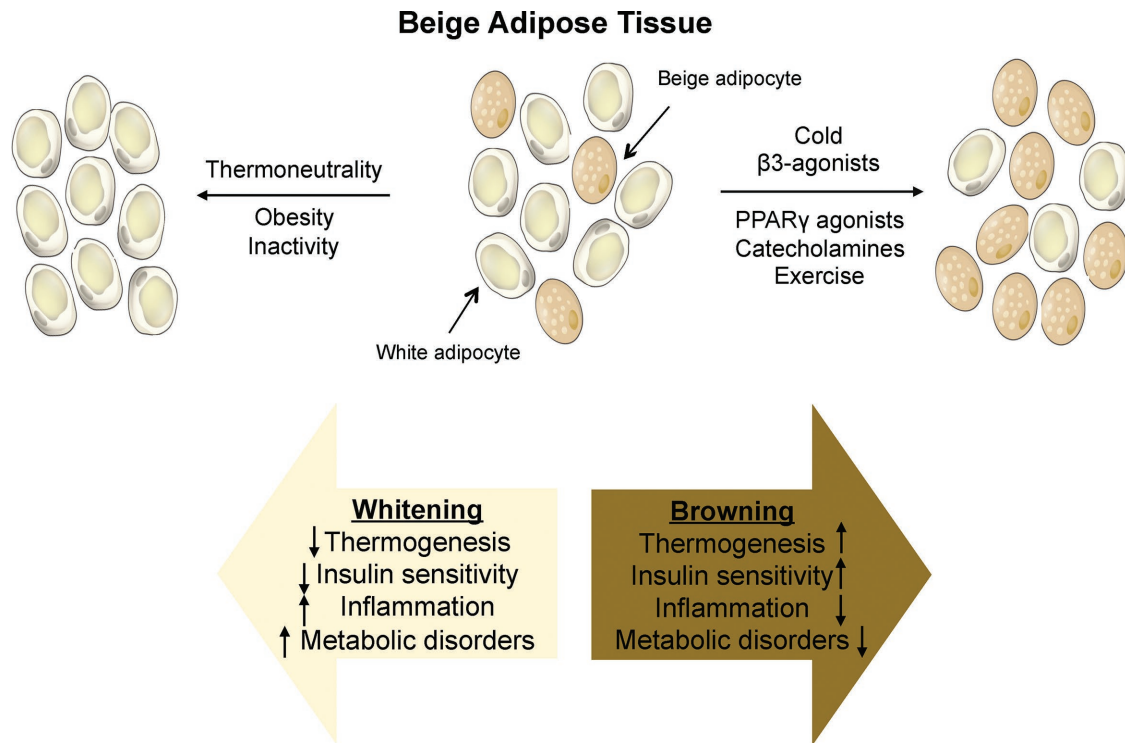 Beige Adipose Tissue
Beige adipocyte
Thermoneutrality
Obesity
Inactivity
Cold
β3-agonists
PPARγ agonists
Catecholamines
Exercise
White adipocyte
Whitening
↓ Thermogenesis
↓ Insulin sensitivity
↑ Inflammation
↑ Metabolic disorders
Browning
Thermogenesis ↑
Insulin sensitivity ↑
Inflammation ↓
Metabolic disorders ↓